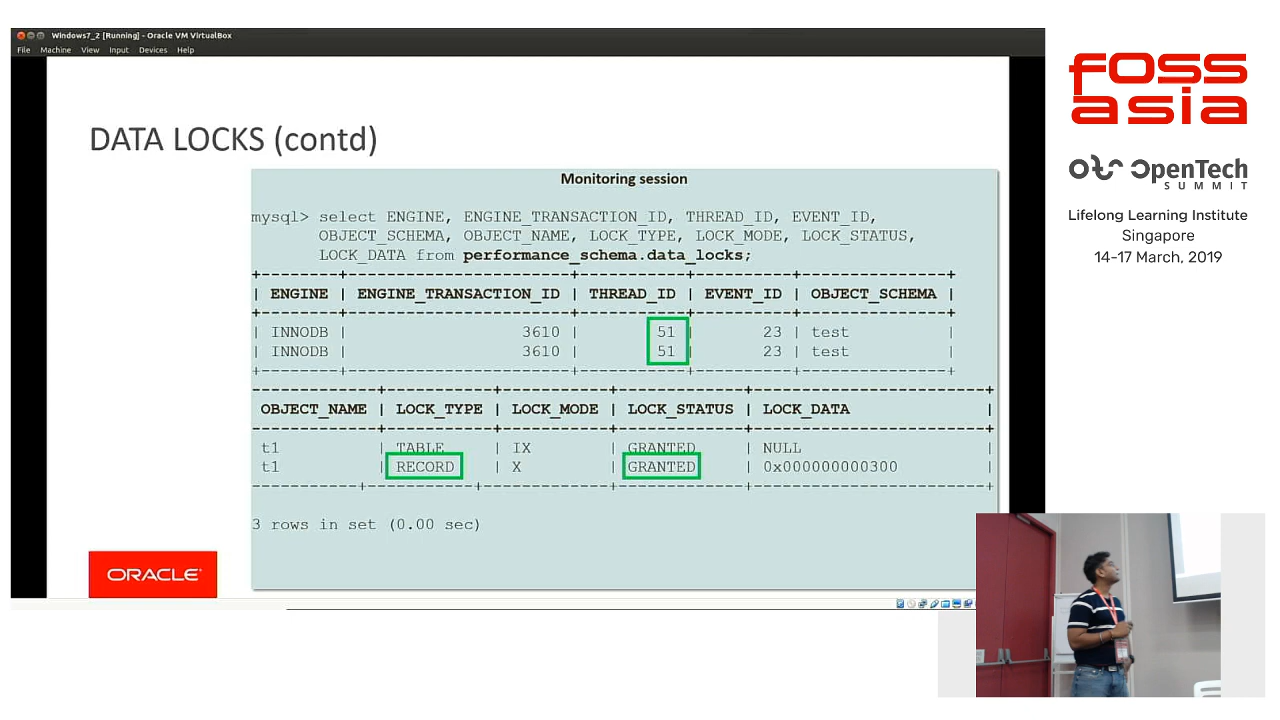 Windows7_2 [Running] - Oracle VM VirtualBox
File Machine View Input Devices Help
DATA LOCKS (contd)
Monitoring session
mysql> select ENGINE, ENGINE_TRANSACTION_ID, THREAD_ID, EVENT_ID,
OBJECT_SCHEMA, OBJECT_NAME, LOCK_TYPE, LOCK_MODE, LOCK_STATUS,
LOCK_DATA from performance_schema.data_locks;
+--------+-----------------------+-----------+----------+---------------+
| ENGINE | ENGINE_TRANSACTION_ID | THREAD_ID | EVENT_ID | OBJECT_SCHEMA |
+--------+-----------------------+-----------+----------+---------------+
| INNODB | 3610 | 51 | 23 | test |
| INNODB | 3610 | 51 | 23 | test |
+--------+-----------------------+-----------+----------+---------------+
-------------+-----------+-----------+-------------+------------------------+
OBJECT_NAME | LOCK_TYPE | LOCK_MODE | LOCK_STATUS | LOCK_DATA |
-------------+-----------+-----------+-------------+------------------------+
t1 | TABLE | IX | GRANTED | NULL |
t1 | RECORD | X | GRANTED | 0x000000000300 |
-----------+-----------+-------------+-------------+------------------------+
3 rows in set (0.00 sec)
ORACLE
FOSS
asia
OpenTech
SUMMIT
Lifelong Learning Institute
Singapore
14-17 March, 2019